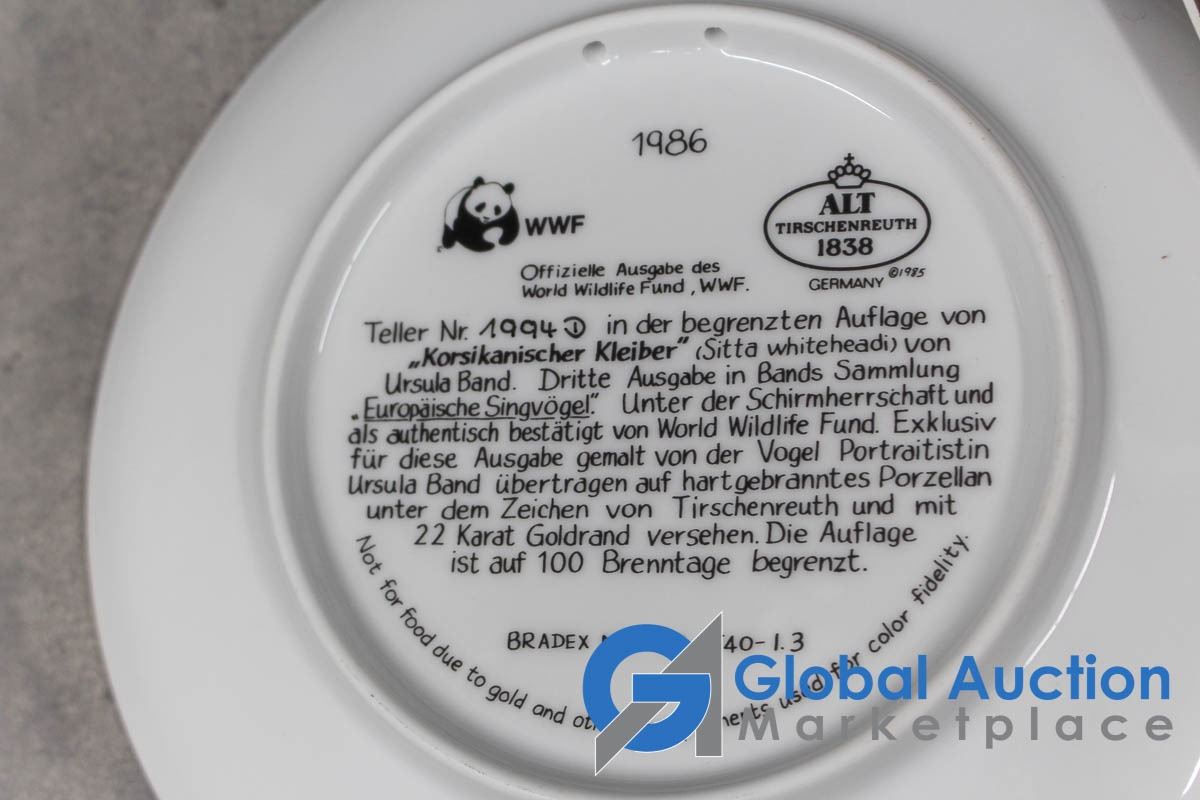 1986
WWF
ALT
TIRSCHENREUTH
1838
GERMANY ©1985
Offizielle Ausgabe des
World Wildlife Fund, WWF.
Teller Nr. 1994 in der begrenzten Auflage von
„Korsikanischer Kleiber" (Sitta whiteheadi) von
Ursula Band. Dritte Ausgabe in Bands Sammlung
„Europäische Singvögel". Unter der Schirmherrschaft und
als authentisch bestätigt von World Wildlife Fund. Exklusiv
für diese Ausgabe gemalt von der Vogel Portraitistin
Ursula Band übertragen auf hartgebranntes Porzellan
unter dem Zeichen von Tirschenreuth und mit
22 Karat Goldrand versehen. Die Auflage
ist auf 100 Brenntage begrenzt.
BRADEX 40-1.3
Not for food due to gold and used for color fidelity.
Global Auction
Marketplace